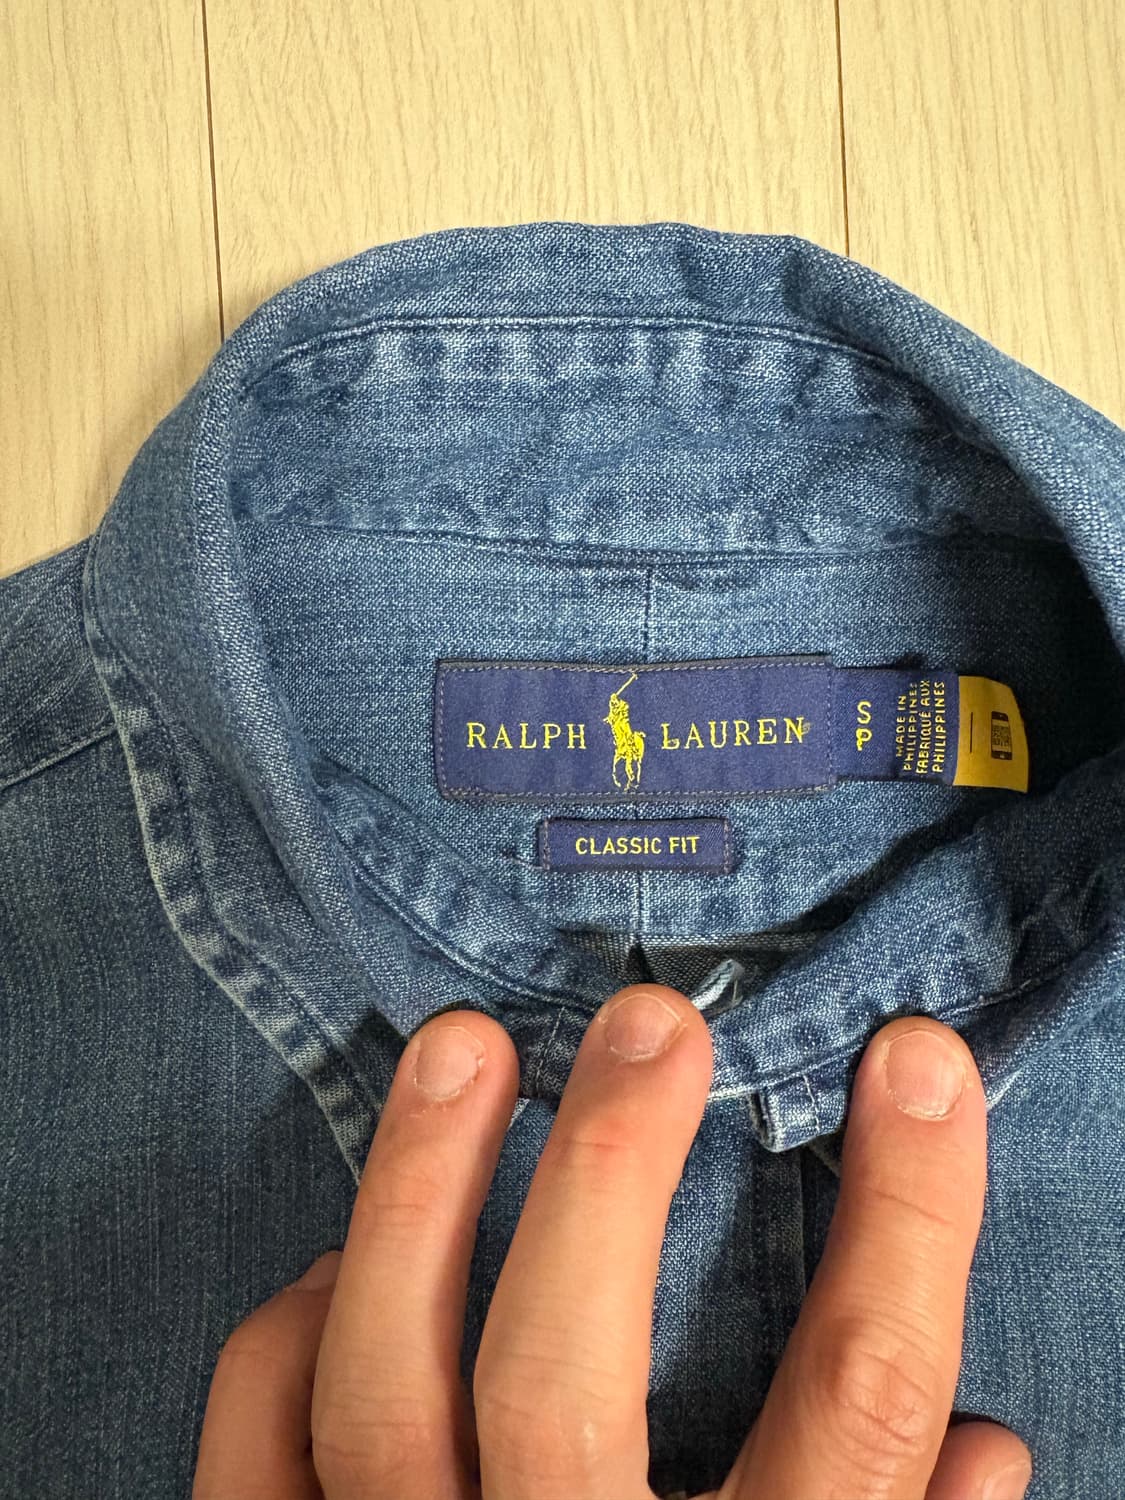 RALPH LAUREN
S
P
MADE IN
PHILIPPINES
FABRIQUÉ AUX
PHILIPPINES
CLASSIC FIT